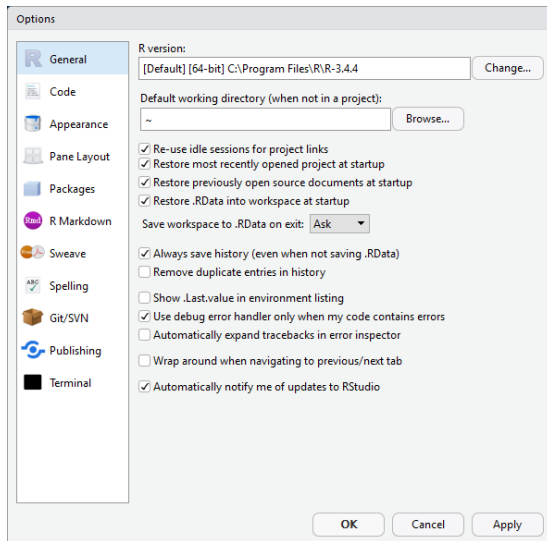 Options
General
Code
Appearance
Pane Layout
Packages
R Markdown
Sweave
Spelling
Git/SVN
Publishing
Terminal
R version:
[Default] [64-bit] C:\Program Files\R\R-3.4.4
Change...
Default working directory (when not in a project):
~
Browse...
Re-use idle sessions for project links
Restore most recently opened project at startup
Restore previously open source documents at startup
Restore .RData into workspace at startup
Save workspace to .RData on exit: Ask
Always save history (even when not saving .RData)
Remove duplicate entries in history
Show .Last.value in environment listing
Use debug error handler only when my code contains errors
Automatically expand tracebacks in error inspector
Wrap around when navigating to previous/next tab
Automatically notify me of updates to RStudio
OK
Cancel
Apply